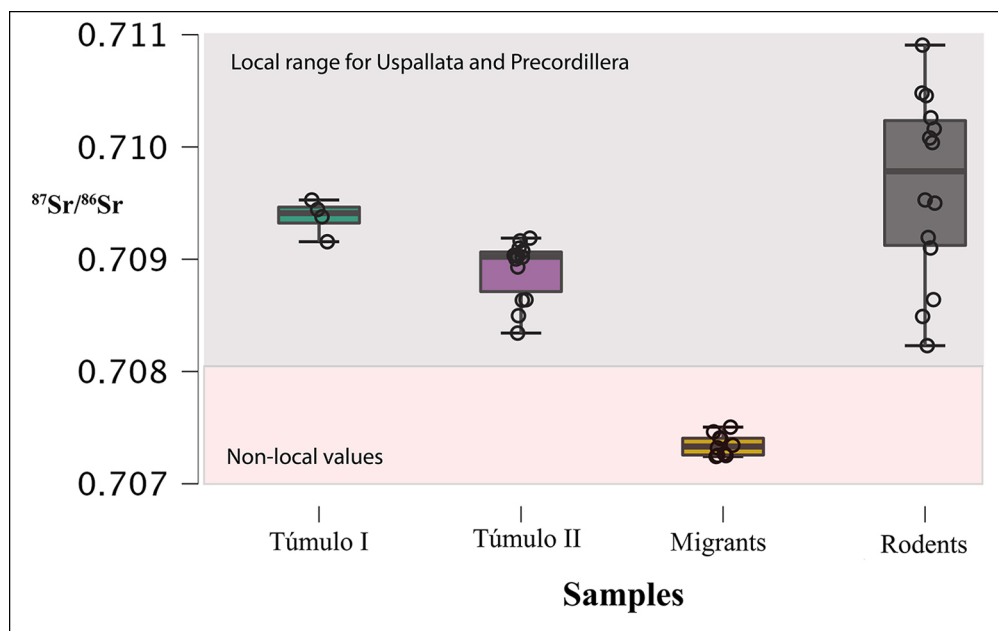 0.711
Local range for Uspallata and Precordillera
0.710
⁸⁷Sr/⁸⁶Sr
0.709
0.708
Non-local values
0.707
Túmulo I
Túmulo II
Migrants
Rodents
Samples